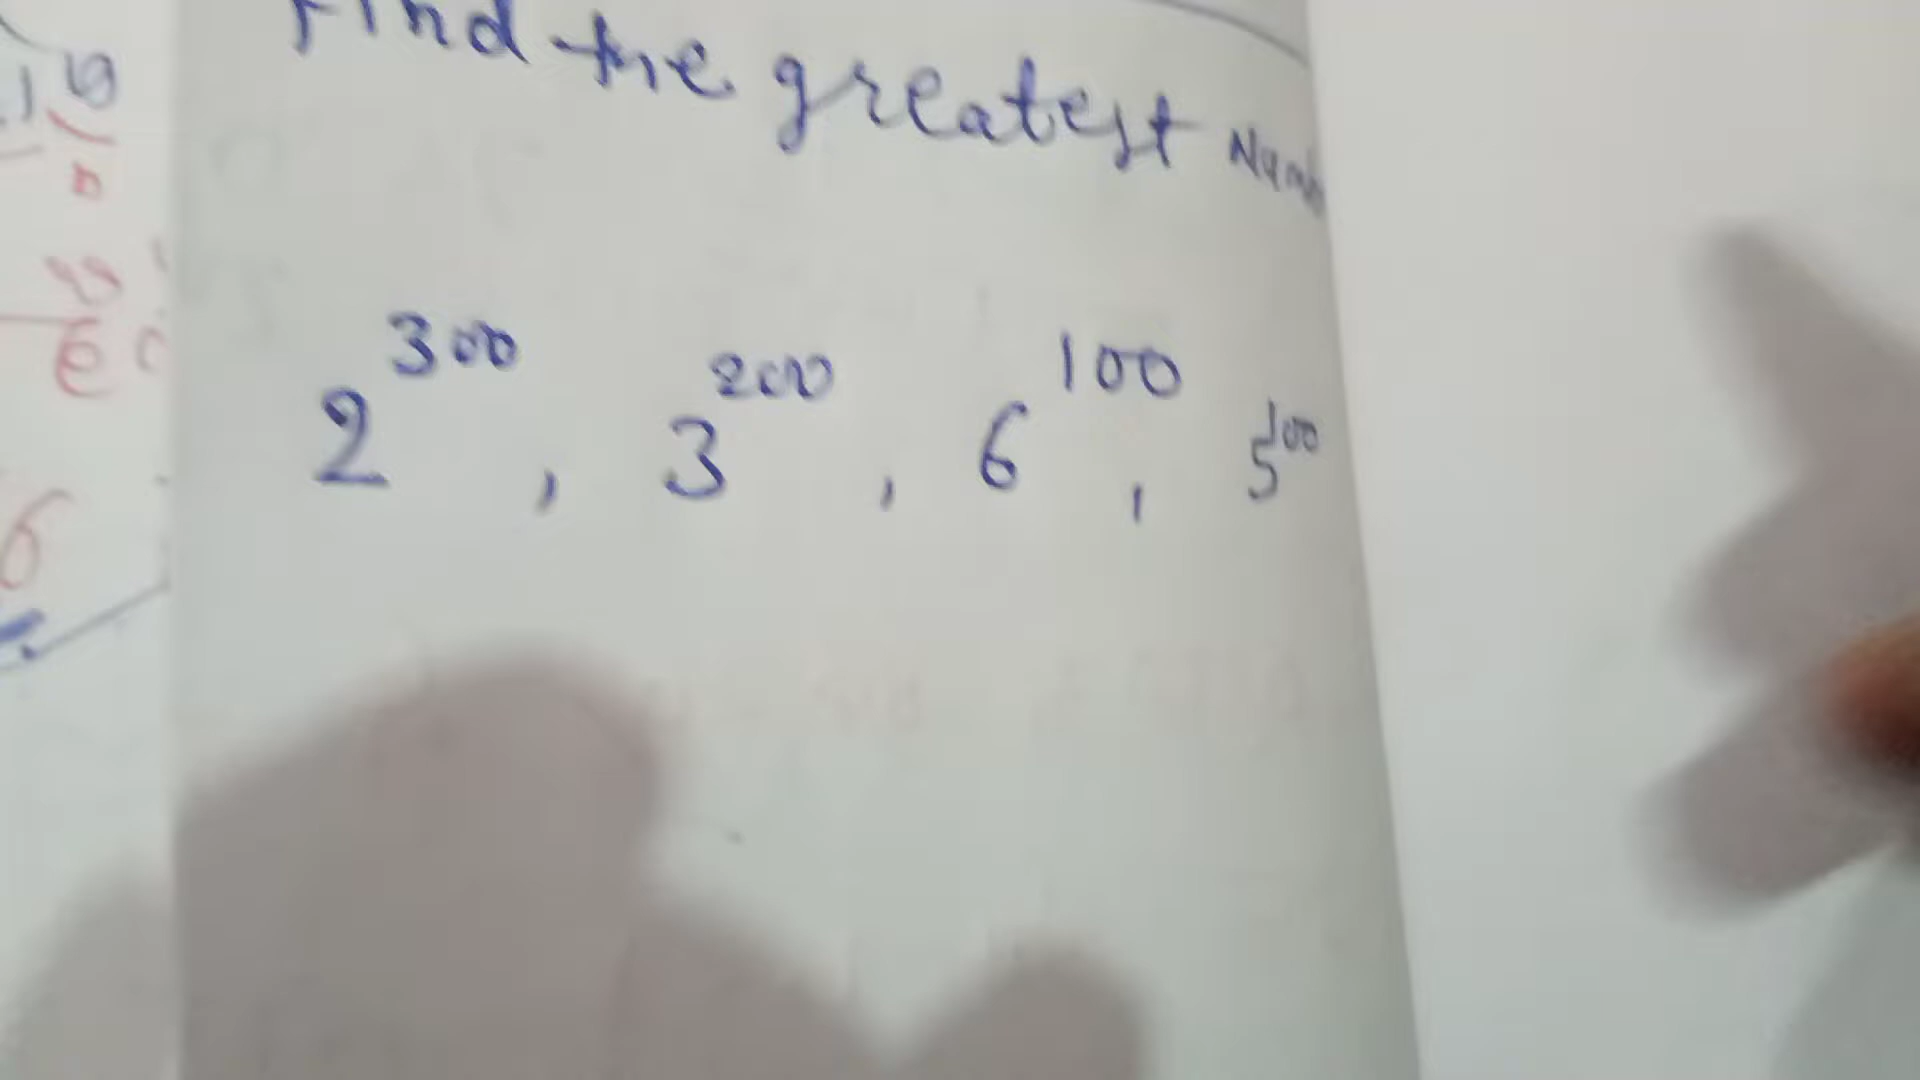 Find the greatest
2^300 , 3^200 , 6^100 , 5^100